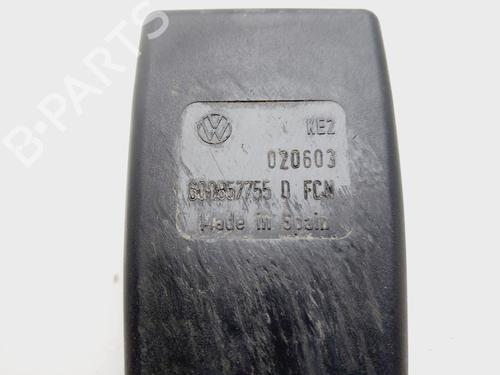 B-PARTS
KE2
020603
6Q0857755 D FCN
Made in Spain